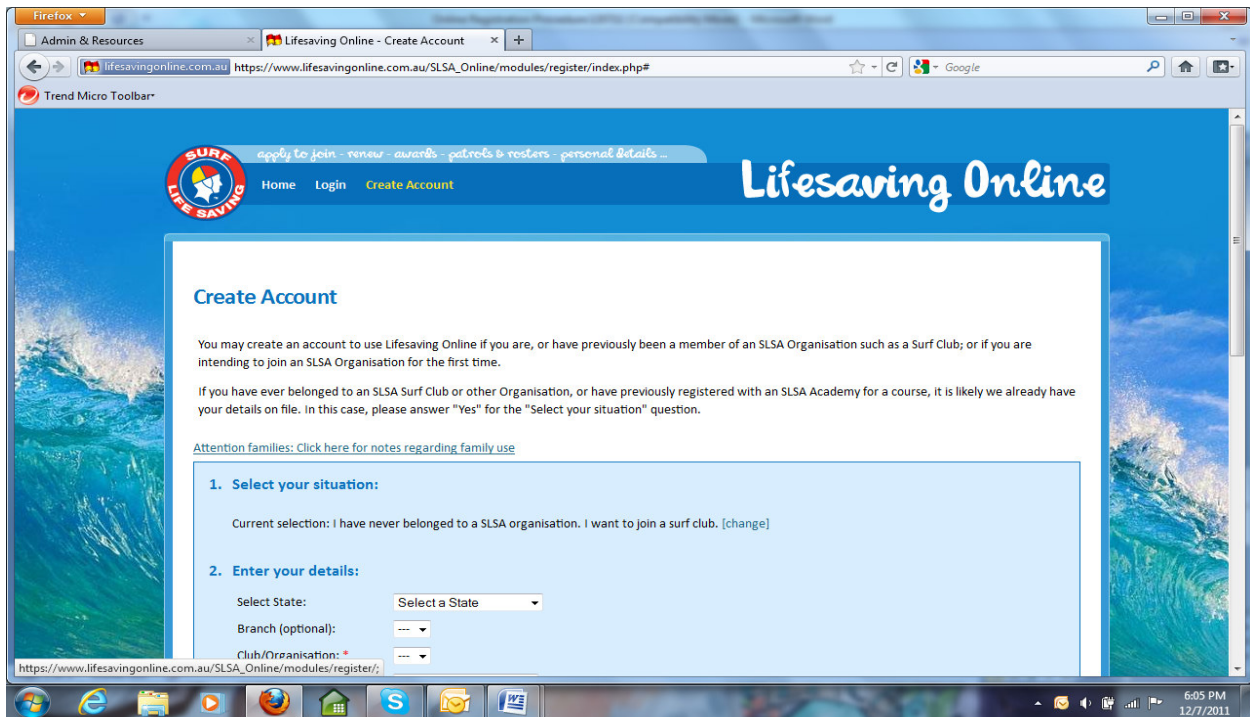 Firefox
Online Registration Procedure (2071) [Compatibility Mode] - Microsoft Word
Admin & Resources
Lifesaving Online - Create Account
lifesavingonline.com.au
https://www.lifesavingonline.com.au/SLSA_Online/modules/register/index.php#
Google
Trend Micro Toolbar
SURF
LIFE SAVING
apply to join - renew - awards - patrols & rosters - personal details ...
Home Login Create Account
Lifesaving Online
Create Account
You may create an account to use Lifesaving Online if you are, or have previously been a member of an SLSA Organisation such as a Surf Club; or if you are
intending to join an SLSA Organisation for the first time.
If you have ever belonged to an SLSA Surf Club or other Organisation, or have previously registered with an SLSA Academy for a course, it is likely we already have
your details on file. In this case, please answer "Yes" for the "Select your situation" question.
Attention families: Click here for notes regarding family use
1. Select your situation:
Current selection: I have never belonged to a SLSA organisation. I want to join a surf club. [change]
2. Enter your details:
Select State: Select a State
Branch (optional): ---
Club/Organisation: * ---
https://www.lifesavingonline.com.au/SLSA_Online/modules/register/;
6:05 PM
12/7/2011